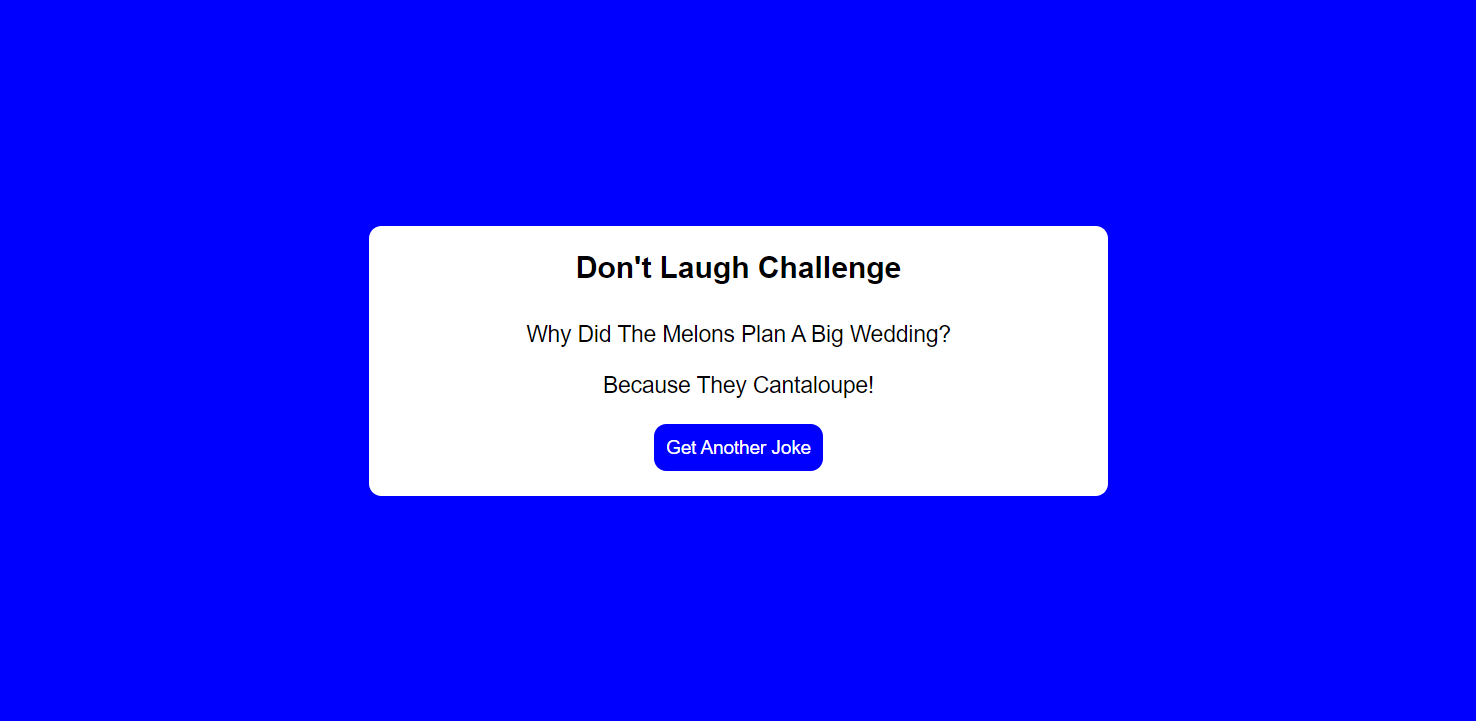 Don't Laugh Challenge
Why Did The Melons Plan A Big Wedding?
Because They Cantaloupe!
Get Another Joke